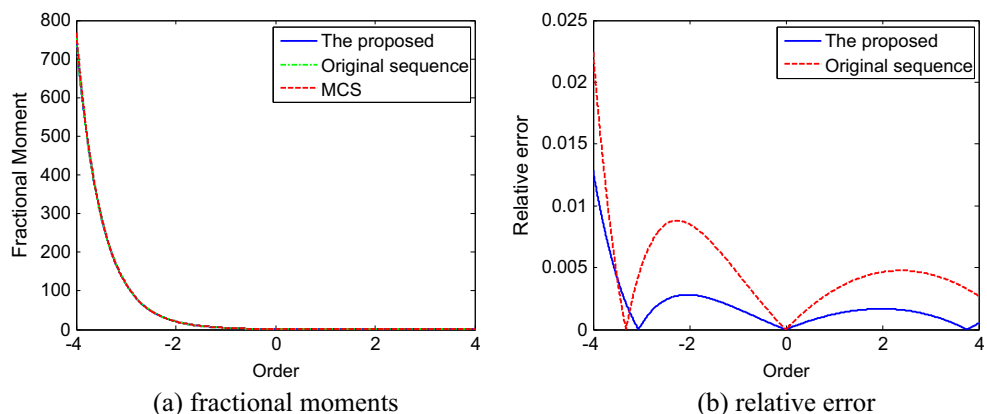 800
700
600
500
400
300
200
100
0
-4
-2
0
2
4
Fractional Moment
Order
The proposed
Original sequence
MCS
(a) fractional moments
0.025
0.02
0.015
0.01
0.005
0
-4
-2
0
2
4
Relative error
Order
The proposed
Original sequence
(b) relative error